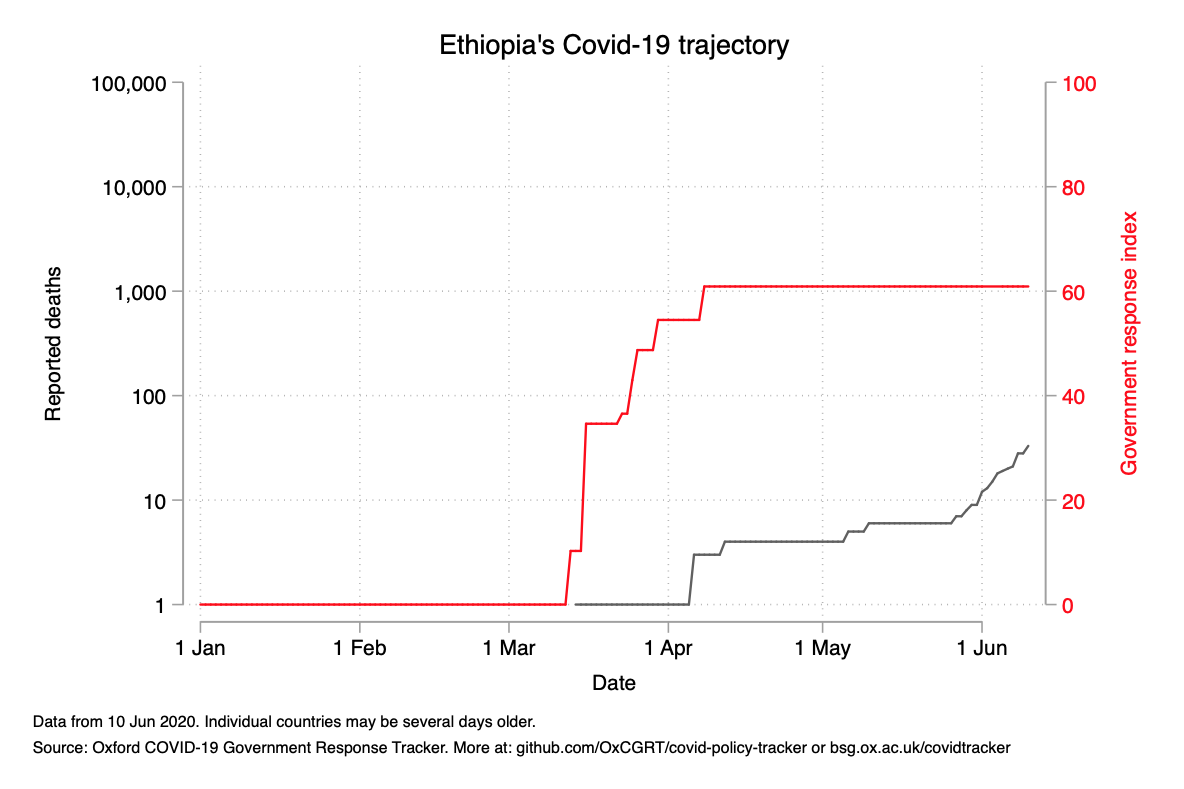 Ethiopia's Covid-19 trajectory
100,000
10,000
1,000
100
10
1
Reported deaths
100
80
60
40
20
0
Government response index
1 Jan
1 Feb
1 Mar
1 Apr
1 May
1 Jun
Date
Data from 10 Jun 2020. Individual countries may be several days older.
Source: Oxford COVID-19 Government Response Tracker. More at: github.com/OxCGRT/covid-policy-tracker or bsg.ox.ac.uk/covidtracker